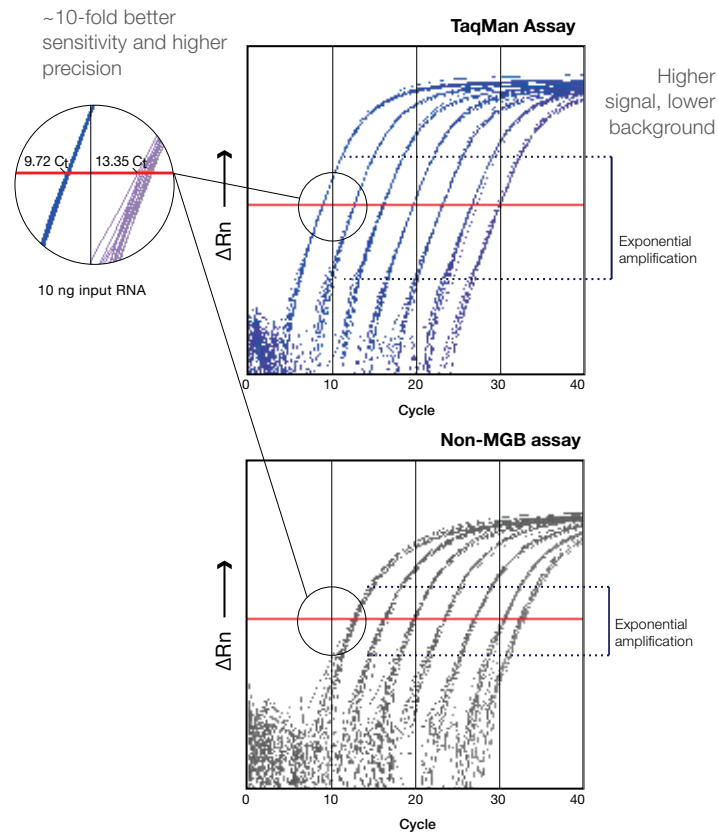 ~10-fold better
sensitivity and higher
precision
TaqMan Assay
Higher
signal, lower
background
9.72 Ct
13.35 Ct
10 ng input RNA
ΔRn
Exponential
amplification
0
10
20
30
40
Cycle
Non-MGB assay
ΔRn
Exponential
amplification
0
10
20
30
40
Cycle